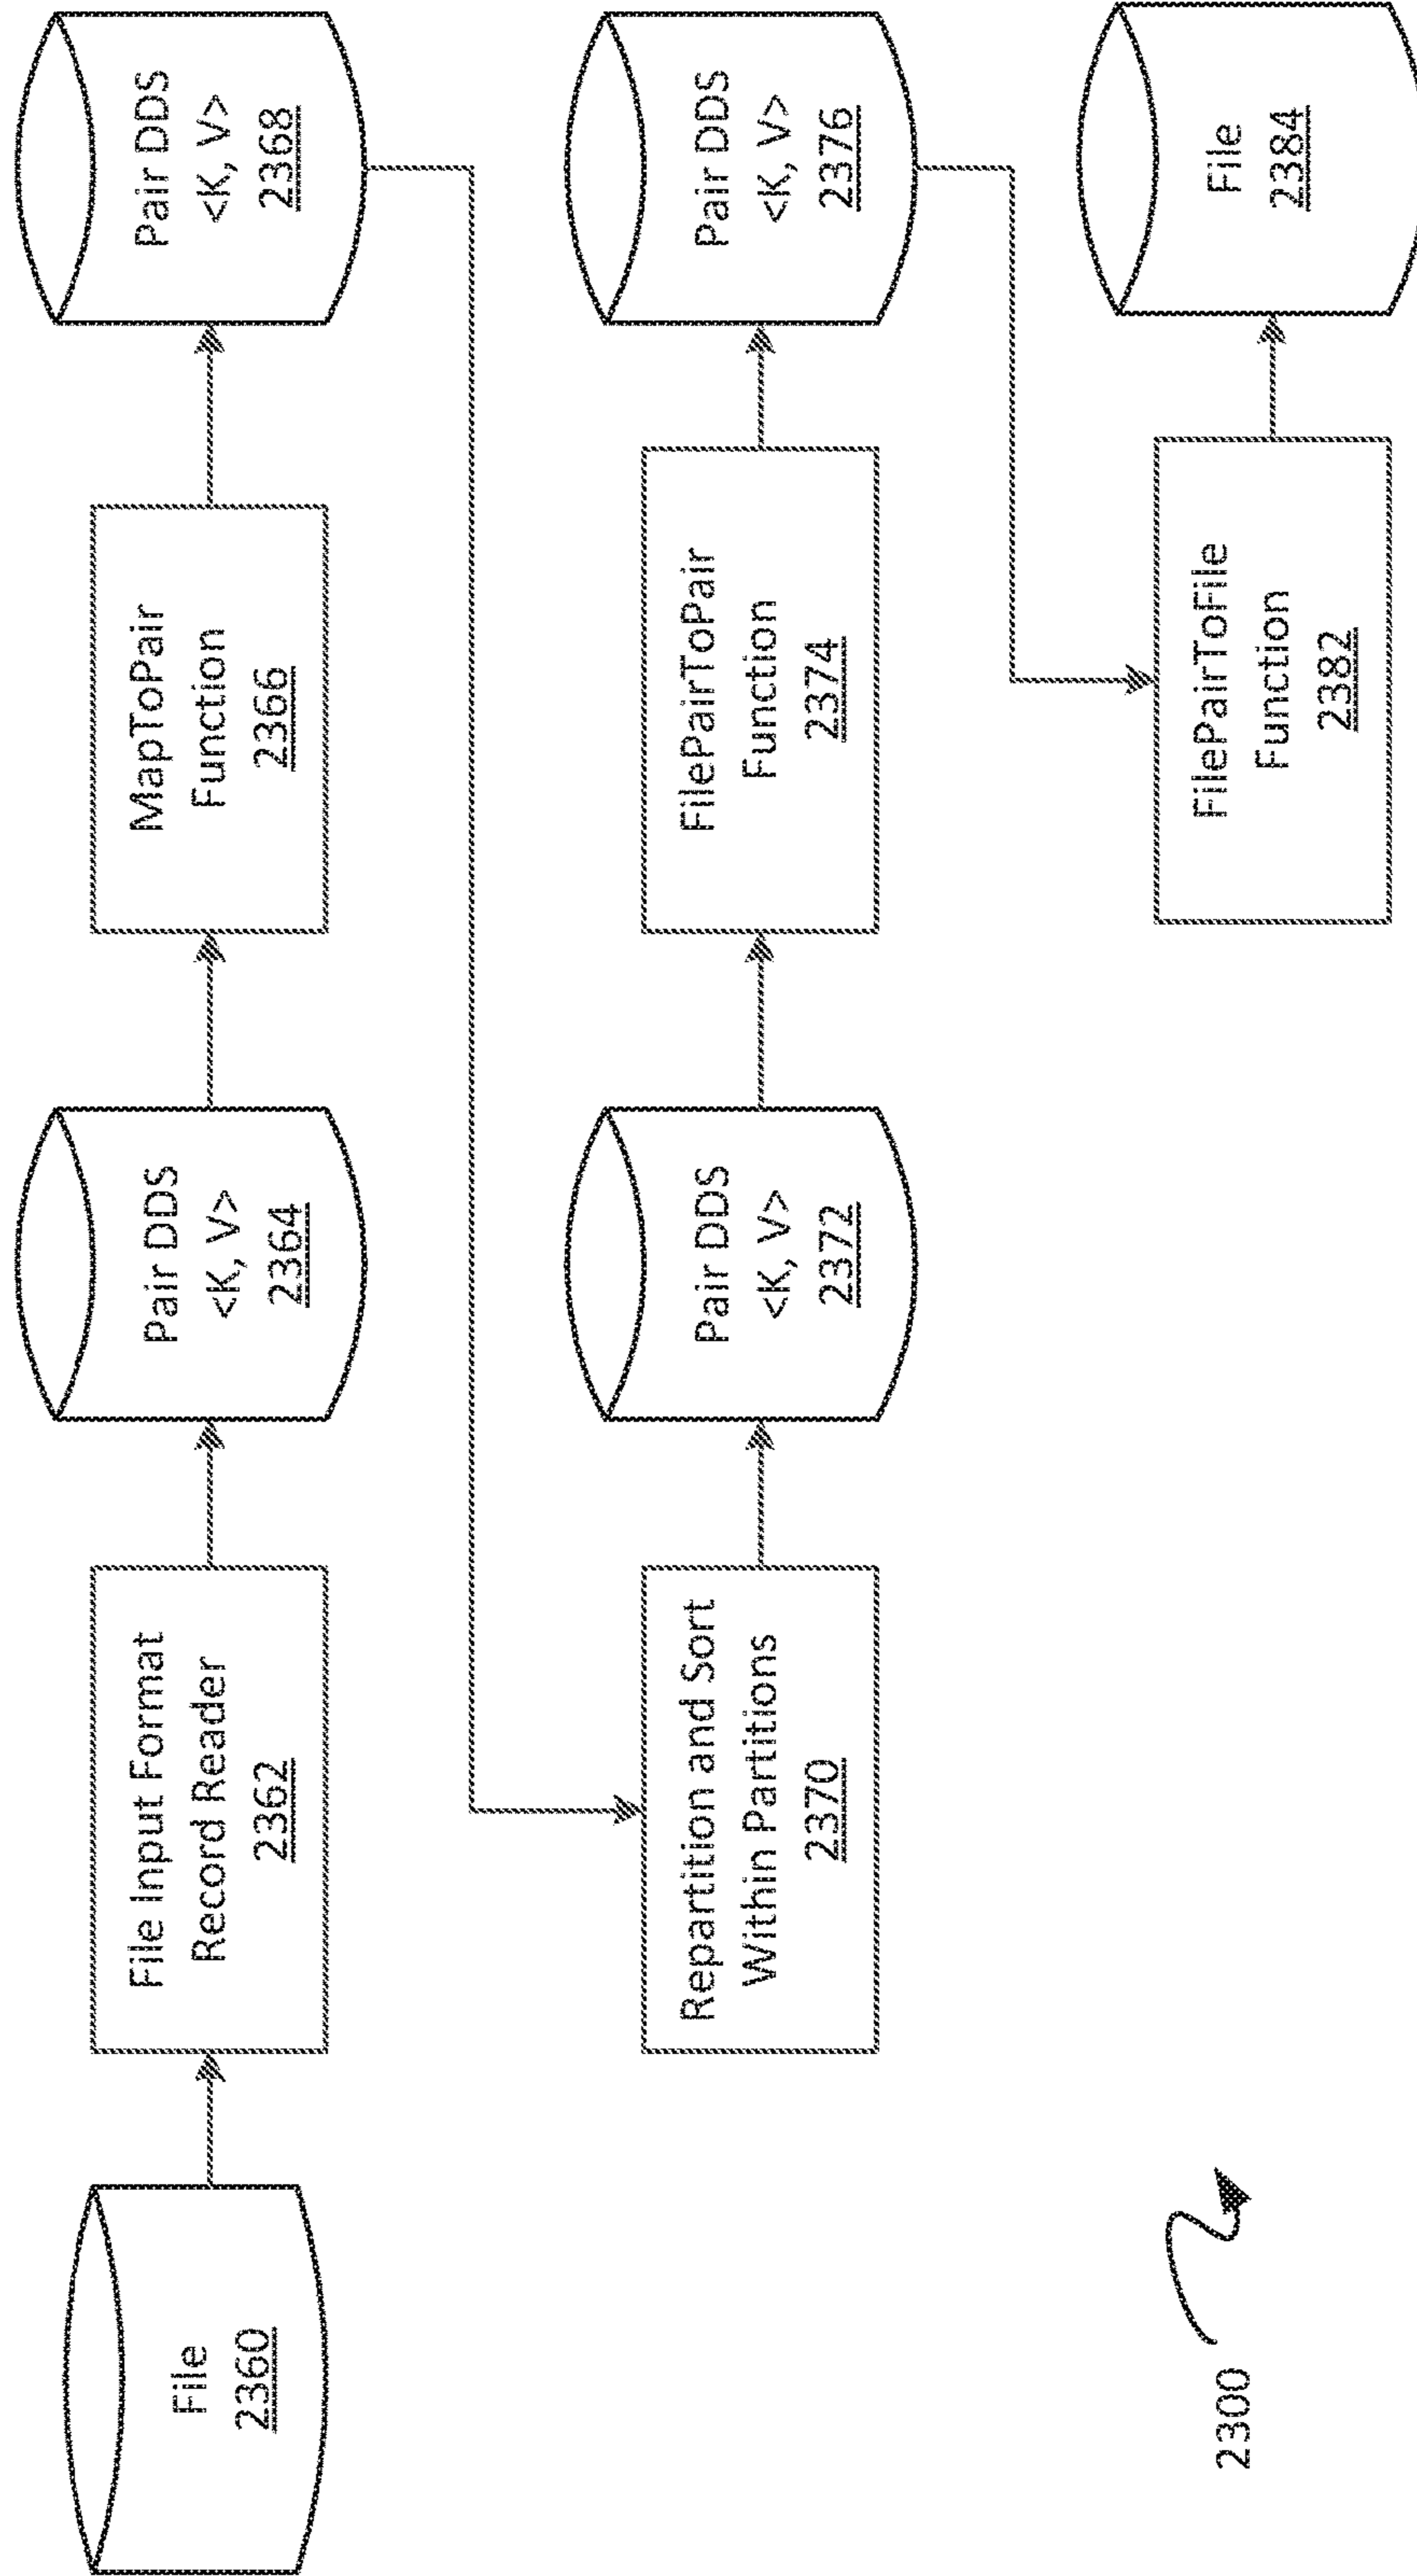 File
2360
File Input Format
Record Reader
2362
Pair DDS
<K, V>
2364
MapToPair
Function
2366
Pair DDS
<K, V>
2368
Repartition and Sort
Within Partitions
2370
Pair DDS
<K, V>
2372
FilePairToPair
Function
2374
Pair DDS
<K, V>
2376
FilePairToFile
Function
2382
File
2384
2300